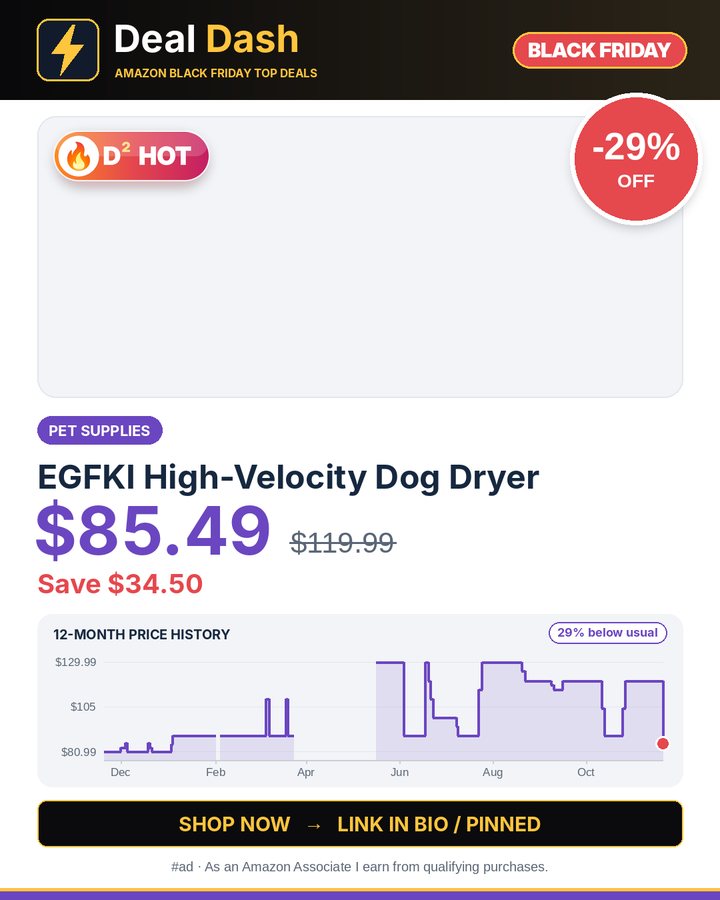 Deal Dash
AMAZON BLACK FRIDAY TOP DEALS
BLACK FRIDAY
D² HOT
-29%
OFF
PET SUPPLIES
EGFKI High-Velocity Dog Dryer
$85.49 $119.99
Save $34.50
12-MONTH PRICE HISTORY
29% below usual
$129.99
$105
$80.99
Dec Feb Apr Jun Aug Oct
SHOP NOW → LINK IN BIO / PINNED
#ad · As an Amazon Associate I earn from qualifying purchases.